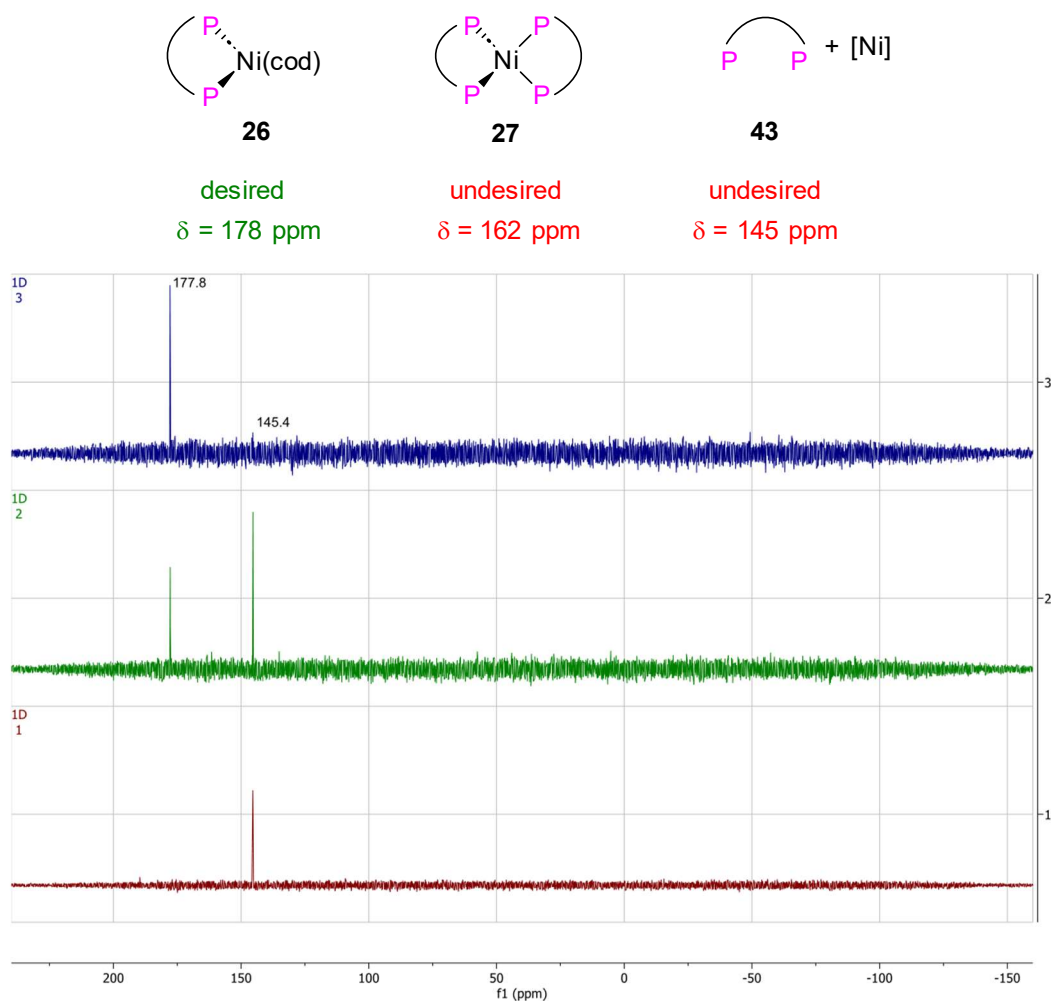 P
Ni(cod)
P
26
desired
δ = 178 ppm
P P
Ni
P P
27
undesired
δ = 162 ppm
P P + [Ni]
43
undesired
δ = 145 ppm
1D
3
177.8
145.4
3
1D
2
2
1D
1
1
200 150 100 50 0 -50 -100 -150
f1 (ppm)